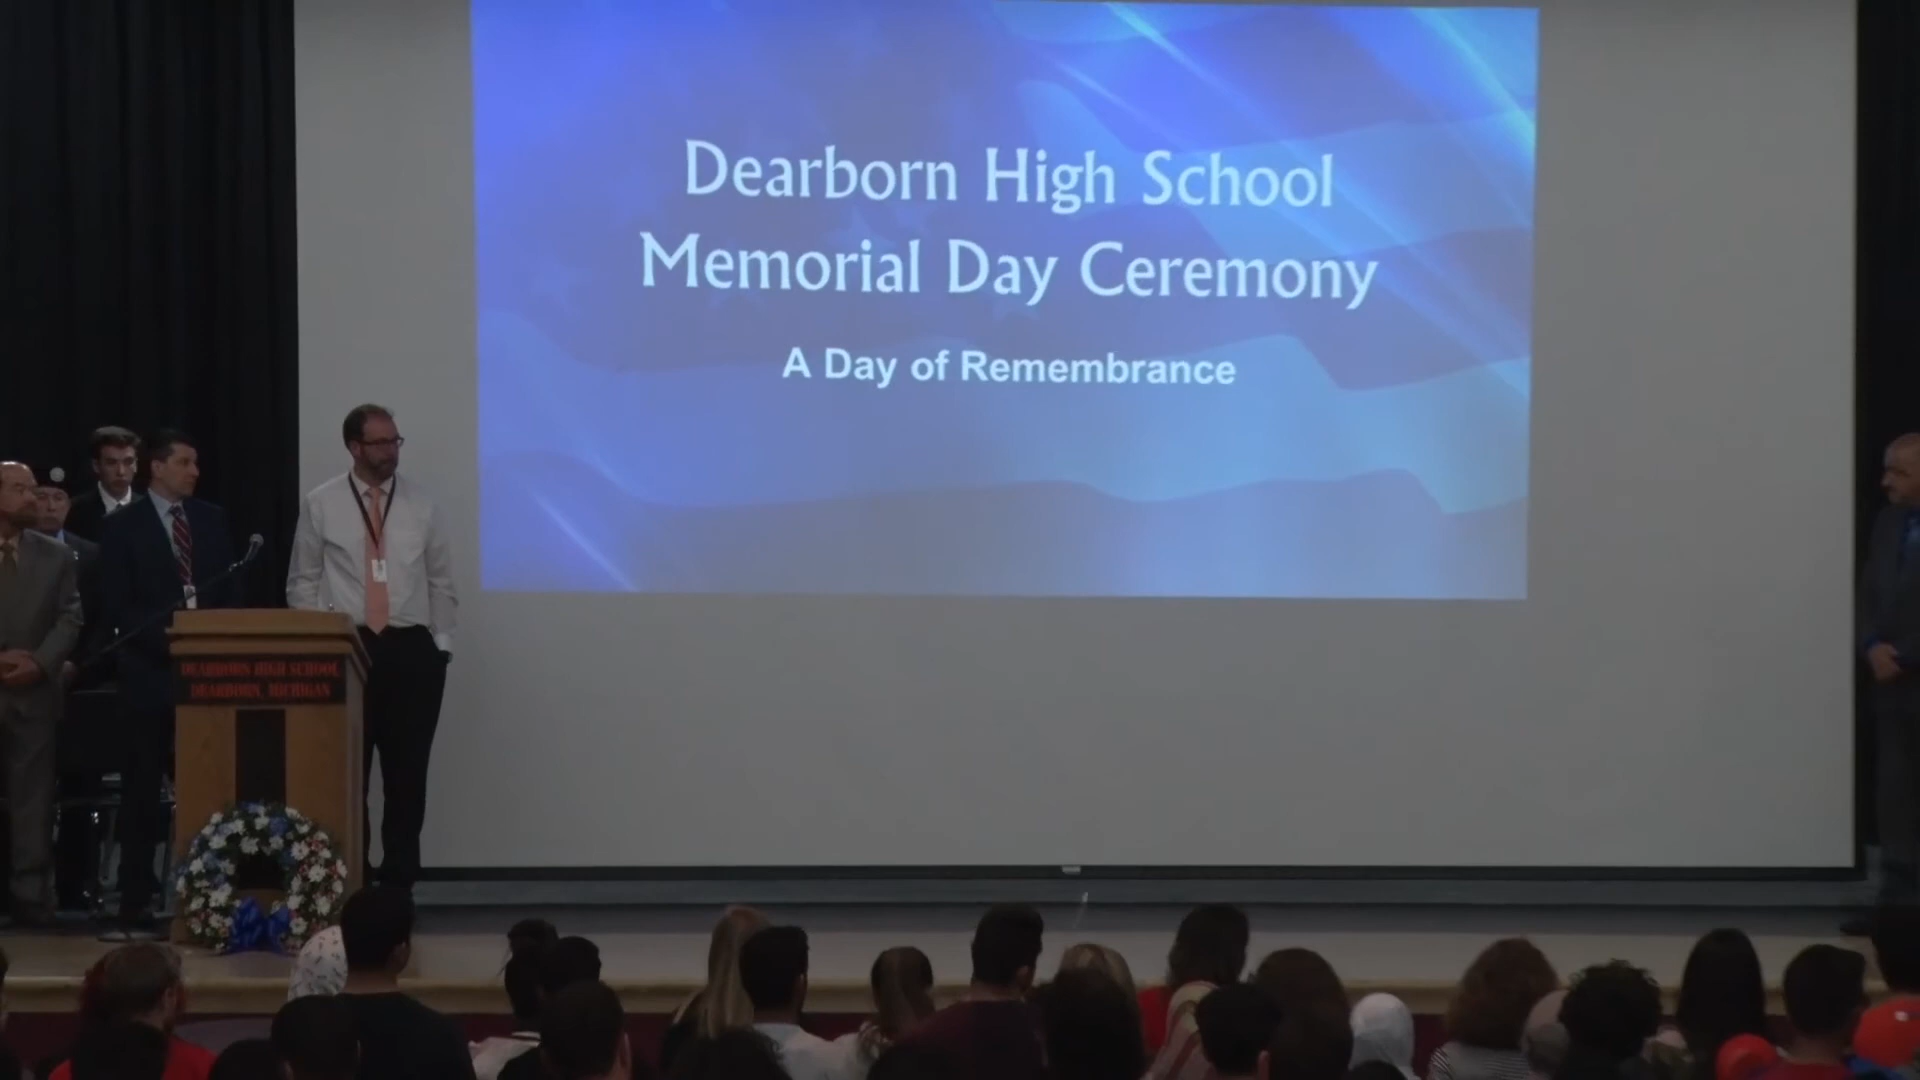 Dearborn High School
Memorial Day Ceremony
A Day of Remembrance
DEARBORN HIGH SCHOOL
DEARBORN, MICHIGAN